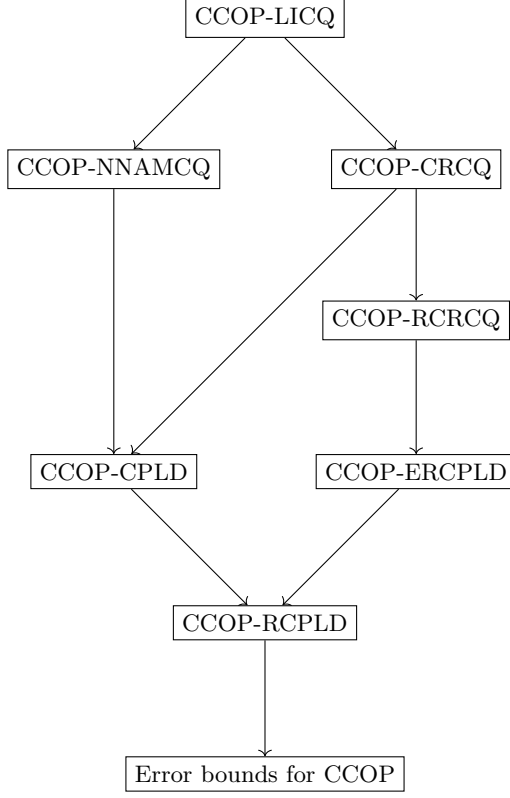 CCOP-LICQ
CCOP-NNAMCQ
CCOP-CRCQ
CCOP-RCRCQ
CCOP-CPLD
CCOP-ERCPLD
CCOP-RCPLD
Error bounds for CCOP